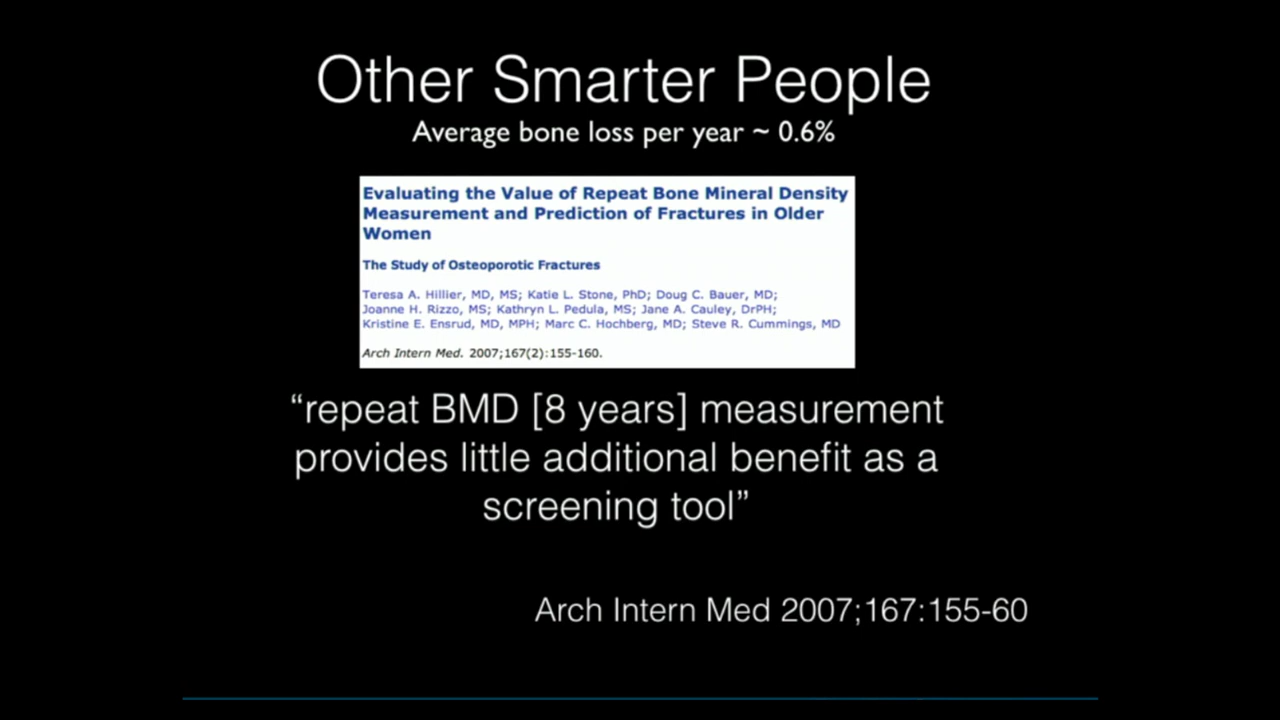 Other Smarter People
Average bone loss per year ~ 0.6%
Evaluating the Value of Repeat Bone Mineral Density
Measurement and Prediction of Fractures in Older
Women
The Study of Osteoporotic Fractures
Teresa A. Hillier, MD, MS; Katie L. Stone, PhD; Doug C. Bauer, MD;
Joanne H. Rizzo, MS; Kathryn L. Pedula, MS; Jane A. Cauley, DrPH;
Kristine E. Ensrud, MD, MPH; Marc C. Hochberg, MD; Steve R. Cummings, MD
Arch Intern Med. 2007;167(2):155-160.
“repeat BMD [8 years] measurement
provides little additional benefit as a
screening tool”
Arch Intern Med 2007;167:155-60